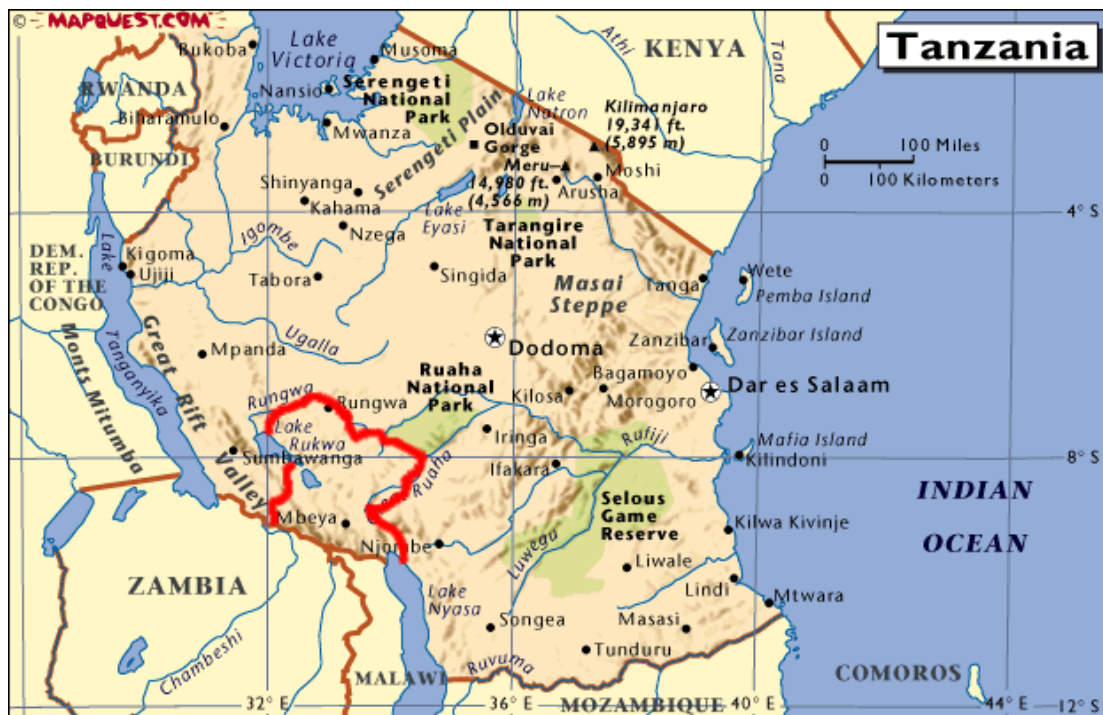 © MAPQUEST.COM
Tanzania
Bukoba
Lake
Victoria
Musoma
KENYA
Athi
Tana
RWANDA
Nansio
Serengeti
National
Park
Lake
Natron
Kilimanjaro
19,341 ft.
(5,895 m)
Biharamulo
Mwanza
Serengeti Plain
Olduvai
Gorge
100 Miles
0
BURUNDI
Meru
14,980 ft.
(4,566 m)
Moshi
Arusha
0
100 Kilometers
Shinyanga
Kahama
Lake
Eyasi
4° S
Nzega
Igombe
Tarangire
National
Park
DEM.
REP.
OF THE
CONGO
Lake
Tanganyika
Kigoma
Ujiji
Tabora
Singida
Masai
Steppe
Tanga
Wete
Pemba Island
Monts Mitumba
Great Rift
Valley
Ugalla
Mpanda
Dodoma
Zanzibar
Zanzibar Island
Ruaha
National
Park
Bagamoyo
Dar es Salaam
Rungwa
Rungwa
Kilosa
Morogoro
Lake
Rukwa
Iringa
Rufiji
Mafia Island
Sumbawanga
Ifakara
Kilindoni
8° S
Great Ruaha
Selous
Game
Reserve
INDIAN
OCEAN
Mbeya
Njombe
Luwegu
Kilwa Kivinje
Liwale
ZAMBIA
Lake
Nyasa
Lindi
Mtwara
Songea
Masasi
Chambeshi
Tunduru
MALAWI
Ruvuma
COMOROS
32° E
36° E
MOZAMBIQUE
40° E
44° E
12° S